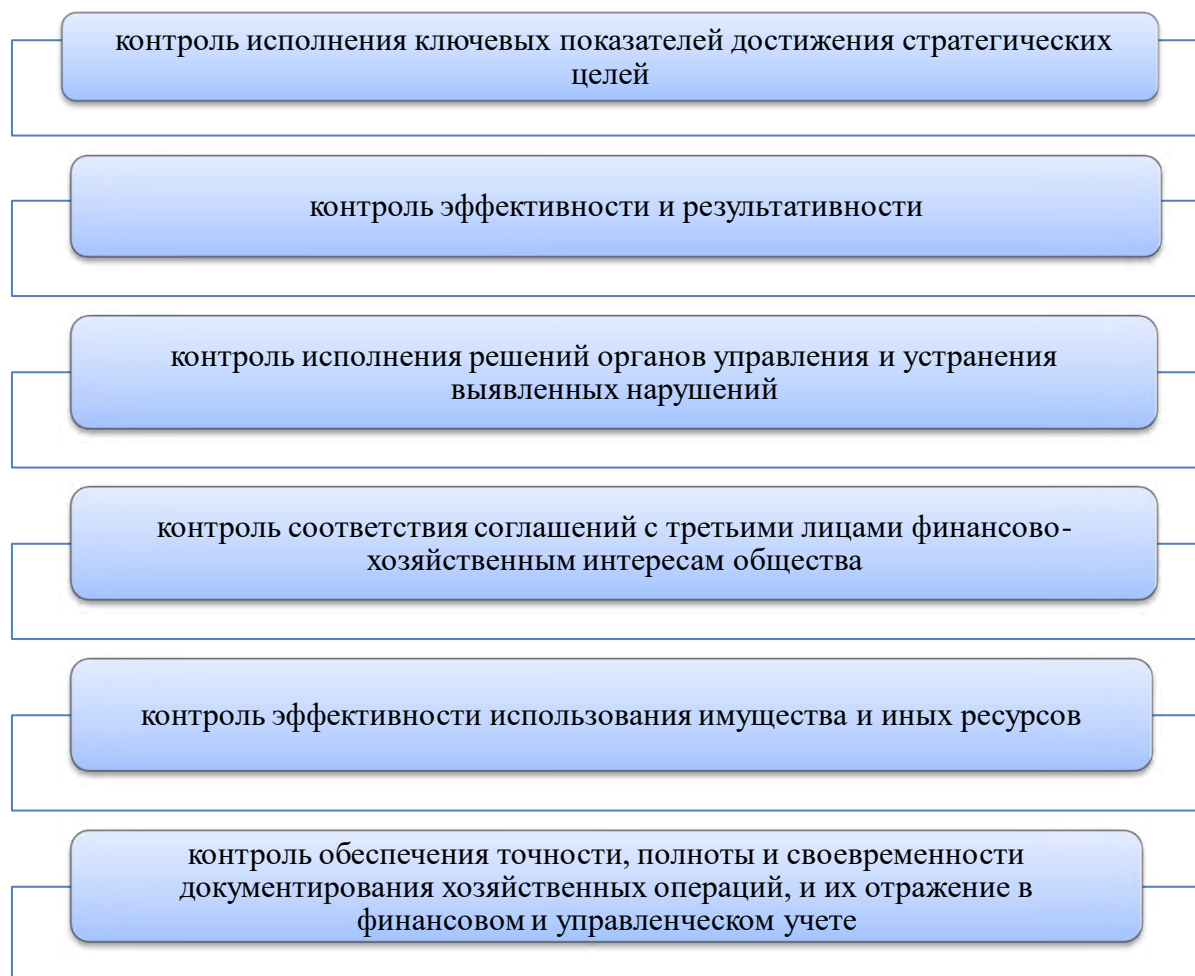 контроль исполнения ключевых показателей достижения стратегических
целей
контроль эффективности и результативности
контроль исполнения решений органов управления и устранения
выявленных нарушений
контроль соответствия соглашений с третьими лицами финансово-
хозяйственным интересам общества
контроль эффективности использования имущества и иных ресурсов
контроль обеспечения точности, полноты и своевременности
документирования хозяйственных операций, и их отражение в
финансовом и управленческом учете